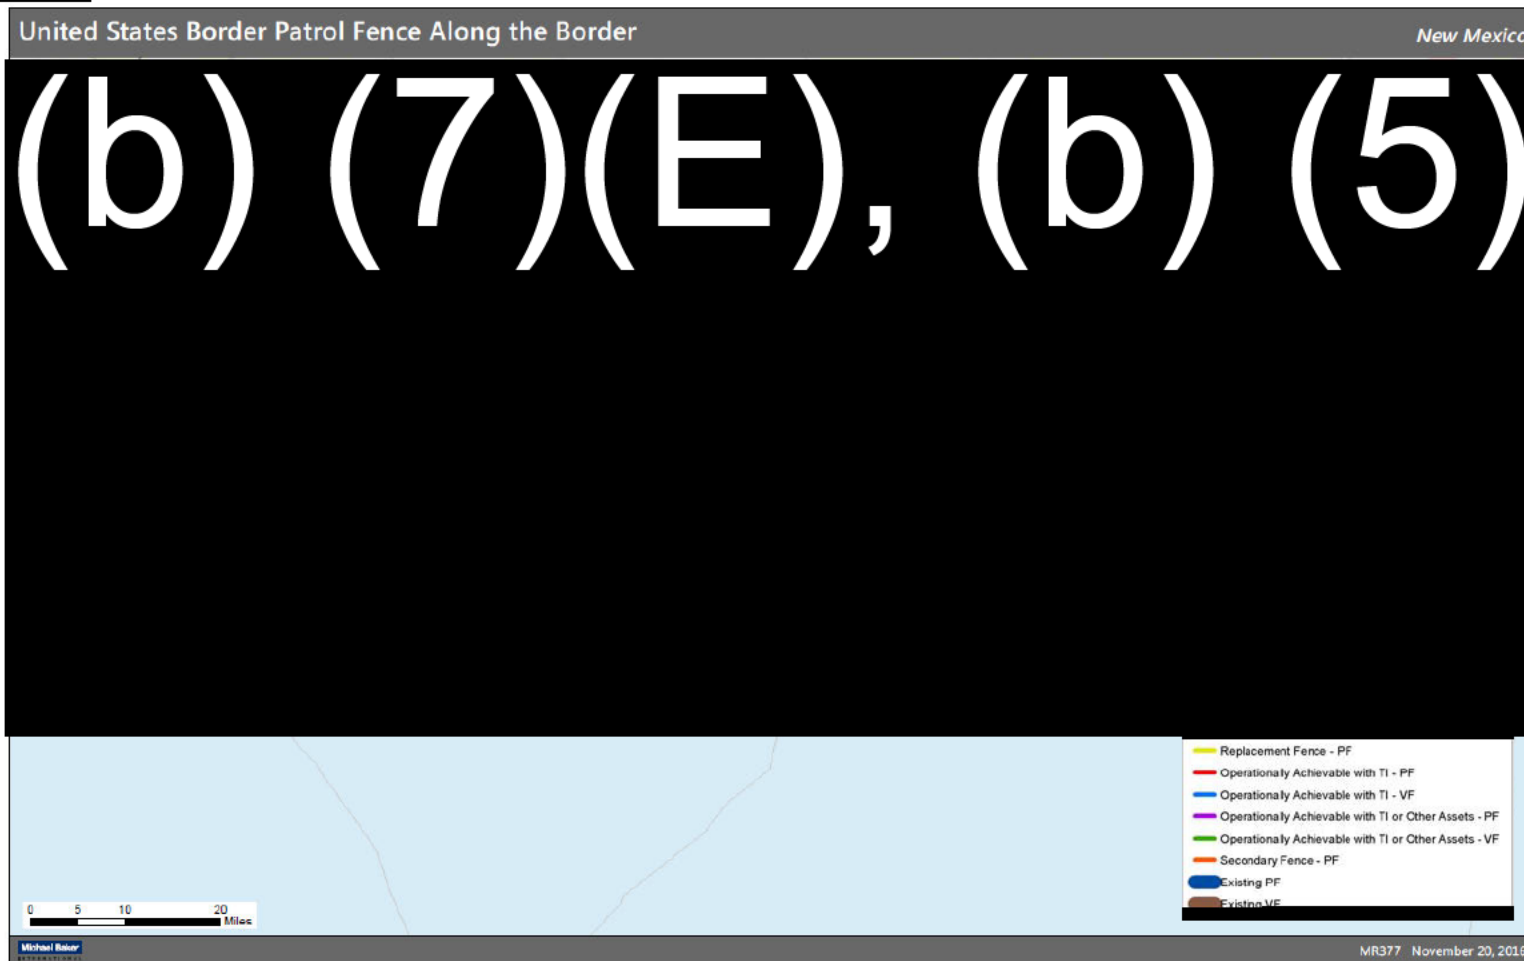 United States Border Patrol Fence Along the Border
New Mexico
(b) (7)(E), (b) (5)
Replacement Fence - PF
Operationally Achievable with TI - PF
Operationally Achievable with TI - VF
Operationally Achievable with TI or Other Assets - PF
Operationally Achievable with TI or Other Assets - VF
Secondary Fence - PF
Existing PF
Existing VF
0 5 10 20
Miles
Michael Baker
INTERNATIONAL
MR377 November 20, 2016